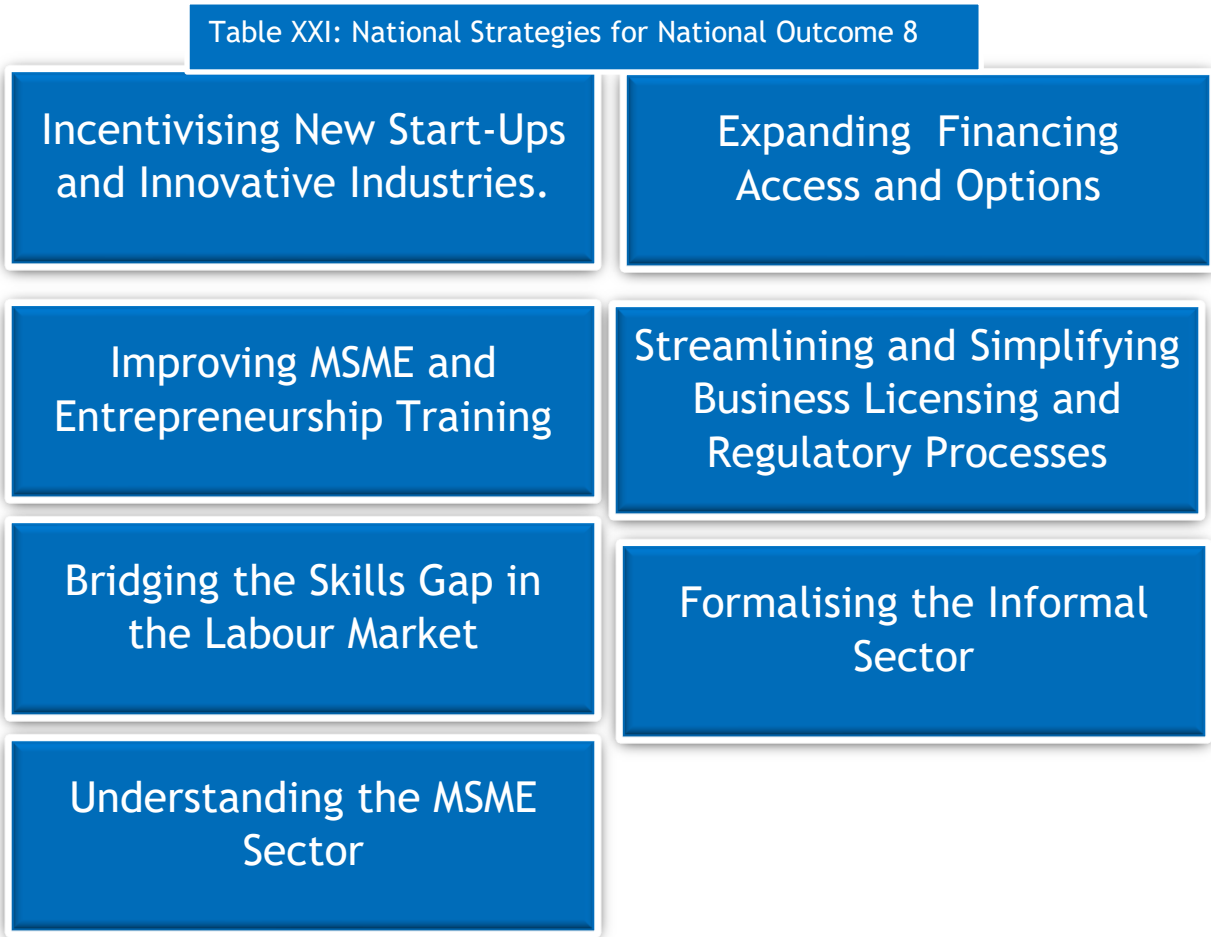 Table XXI: National Strategies for National Outcome 8
Incentivising New Start-Ups
and Innovative Industries.
Expanding  Financing
Access and Options
Improving MSME and
Entrepreneurship Training
Streamlining and Simplifying
Business Licensing and
Regulatory Processes
Bridging the Skills Gap in
the Labour Market
Formalising the Informal
Sector
Understanding the MSME
Sector